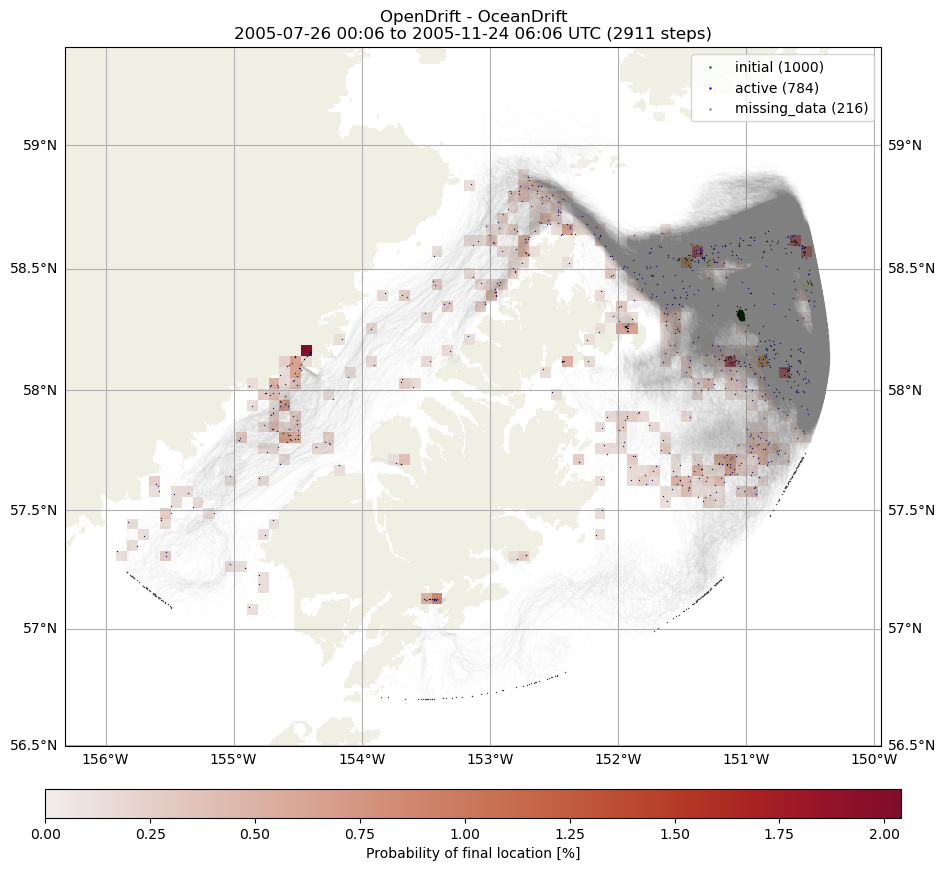 OpenDrift - OceanDrift
2005-07-26 00:06 to 2005-11-24 06:06 UTC (2911 steps)
initial (1000)
active (784)
missing_data (216)
59°N 59°N
58.5°N 58.5°N
58°N 58°N
57.5°N 57.5°N
57°N 57°N
56.5°N 56.5°N
156°W 155°W 154°W 153°W 152°W 151°W 150°W
0.00 0.25 0.50 0.75 1.00 1.25 1.50 1.75 2.00
Probability of final location [%]